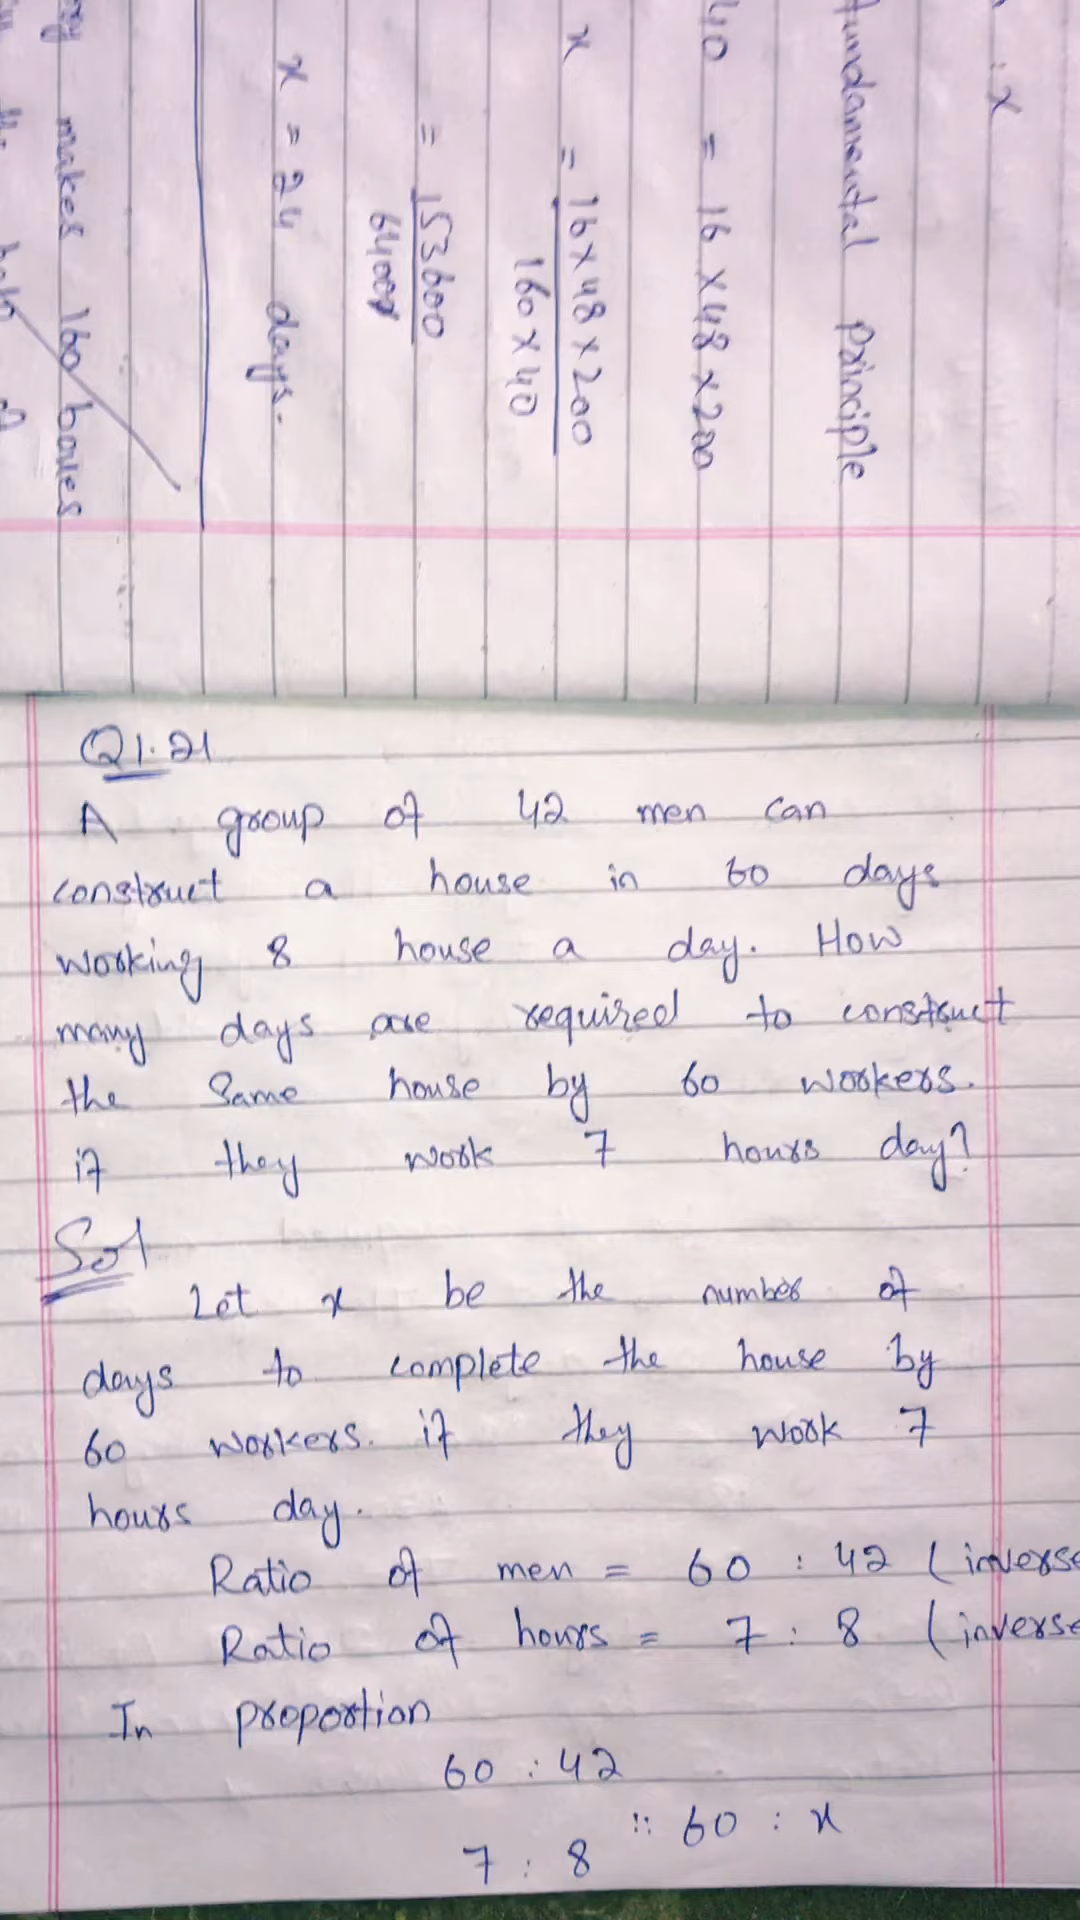 : x
fundamental Principle
40 = 16 x 48 x 200
x = 16 x 48 x 200
160 x 40
= 153600
6400
x = 24 days.
makes 160 boxes
Q1.21
A group of 42 men can
construct a house in 60 days
working 8 house a day. How
many days are required to construct
the same house by 60 workers.
if they work 7 hours day?
Sol
Let x be the number of
days to complete the house by
60 workers. if they work 7
hours day.
Ratio of men = 60 : 42 (inverse
Ratio of hours = 7 : 8 (inverse
In proportion
60 : 42
:: 60 : x
7 : 8